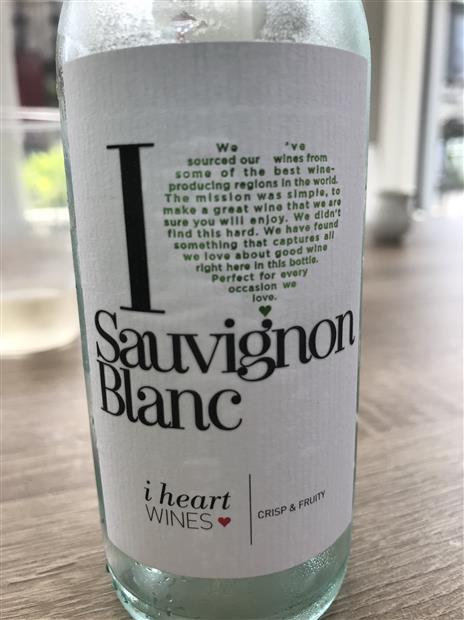 I
We 've
sourced our wines from
some of the best wine-
producing regions in the world.
The mission was simple, to
make a great wine that we are
sure you will enjoy. We didn't
find this hard. We have found
something that captures all
we love about good wine
right here in this bottle.
Perfect for every
occasion we
love.
Sauvignon
Blanc
i heart
WINES
CRISP & FRUITY